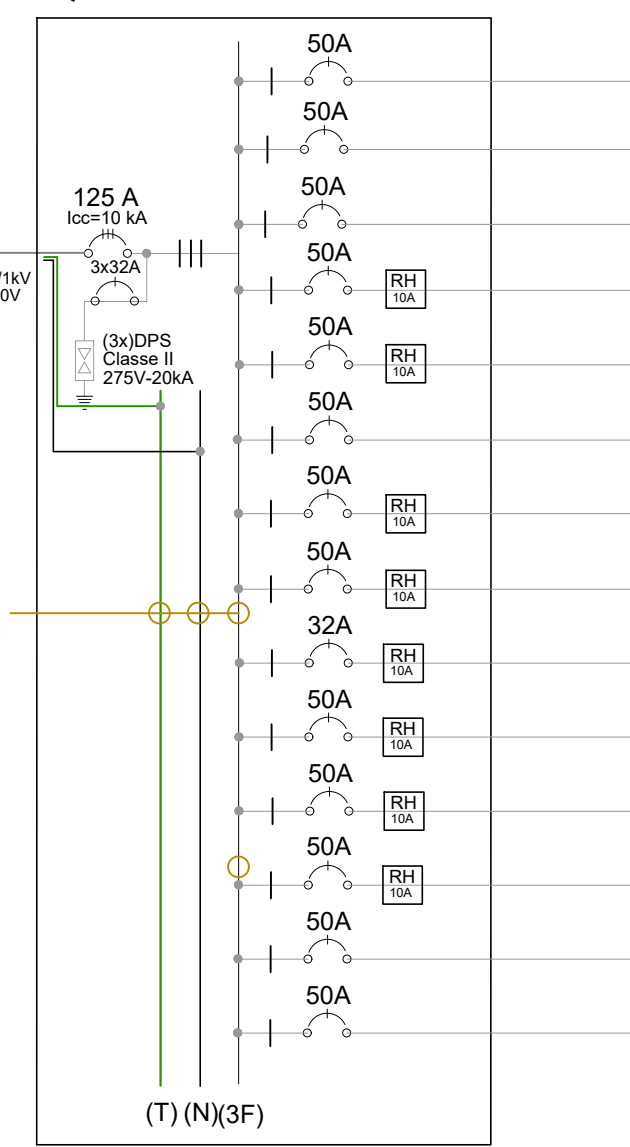 50A
50A
50A
125 A
Icc=10 kA
50A
3x32A
RH
10A
/1kV
0V
50A
(3x)DPS
Classe II
275V-20kA
RH
10A
50A
50A
RH
10A
50A
RH
10A
32A
RH
10A
50A
RH
10A
50A
RH
10A
50A
RH
10A
50A
50A
(T) (N)(3F)